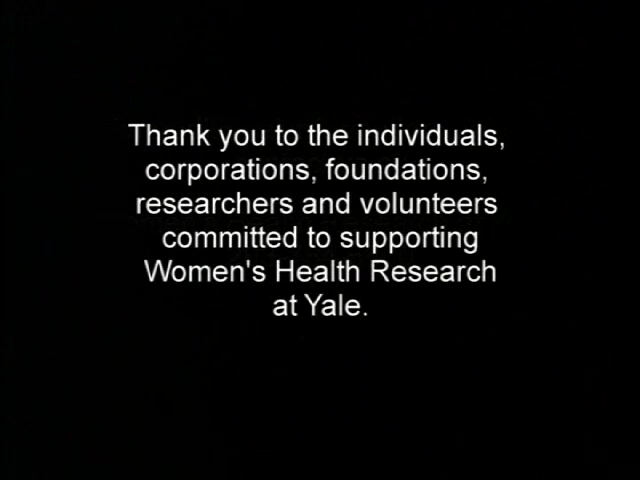 Thank you to the individuals,
corporations, foundations,
researchers and volunteers
committed to supporting
Women's Health Research
at Yale.